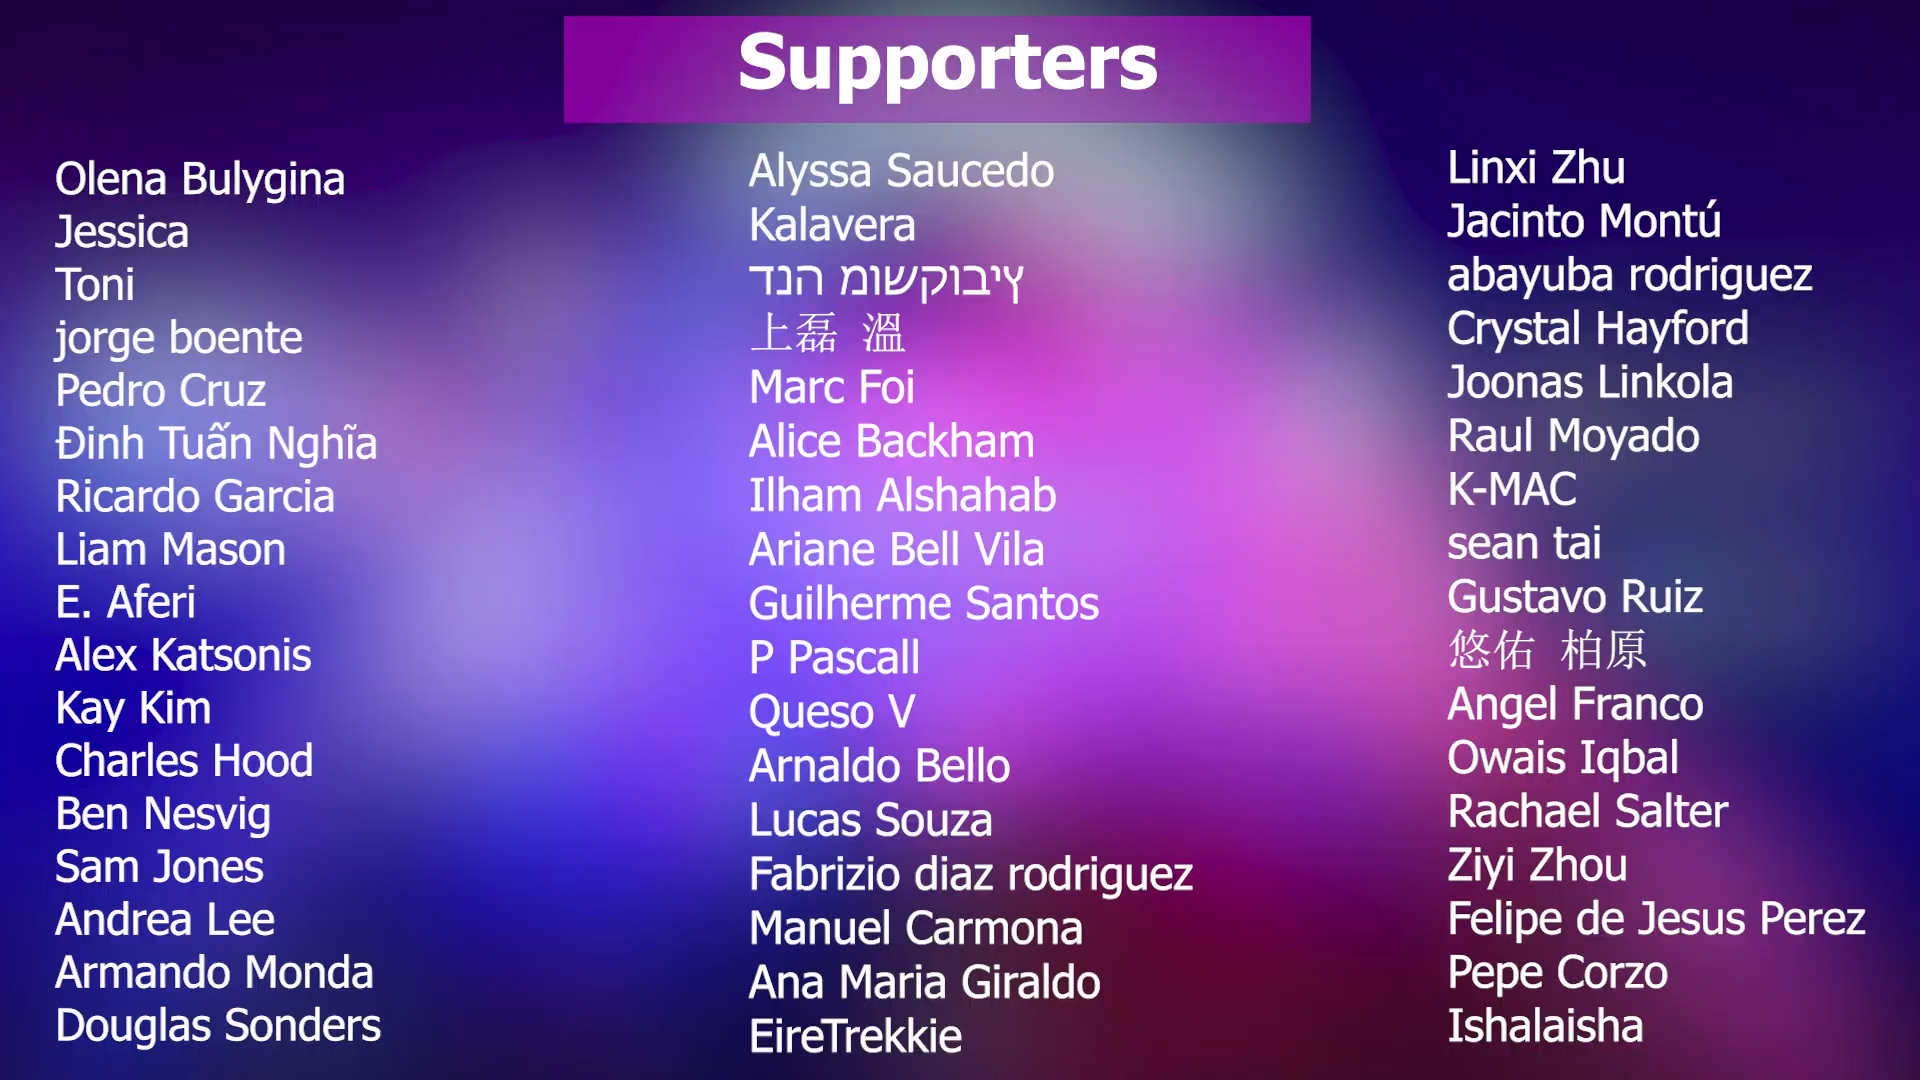 Supporters
Olena Bulygina
Jessica
Toni
jorge boente
Pedro Cruz
Đinh Tuấn Nghĩa
Ricardo Garcia
Liam Mason
E. Aferi
Alex Katsonis
Kay Kim
Charles Hood
Ben Nesvig
Sam Jones
Andrea Lee
Armando Monda
Douglas Sonders
Alyssa Saucedo
Kalavera
דנה מושקוביץ
上磊 溫
Marc Foi
Alice Backham
Ilham Alshahab
Ariane Bell Vila
Guilherme Santos
P Pascall
Queso V
Arnaldo Bello
Lucas Souza
Fabrizio diaz rodriguez
Manuel Carmona
Ana Maria Giraldo
EireTrekkie
Linxi Zhu
Jacinto Montú
abayuba rodriguez
Crystal Hayford
Joonas Linkola
Raul Moyado
K-MAC
sean tai
Gustavo Ruiz
悠佑 柏原
Angel Franco
Owais Iqbal
Rachael Salter
Ziyi Zhou
Felipe de Jesus Perez
Pepe Corzo
Ishalaisha